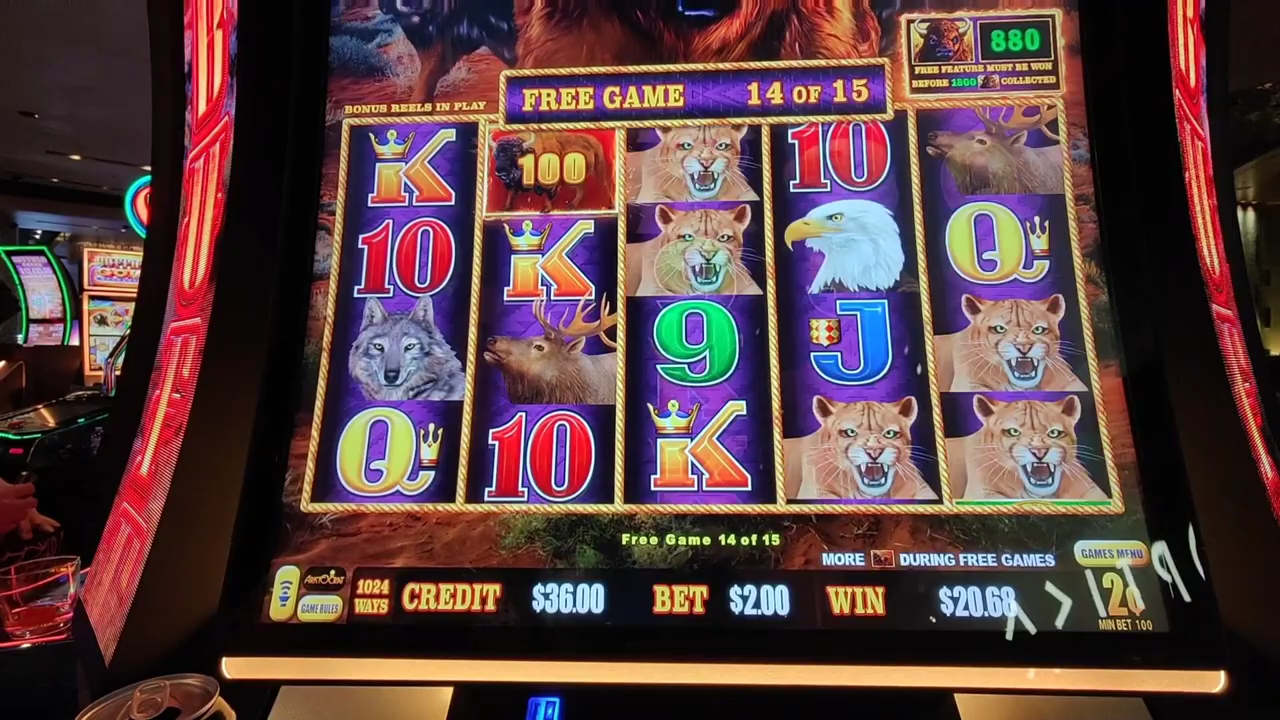 880
FREE FEATURE MUST BE WON
BEFORE 1800 COLLECTED
BONUS REELS IN PLAY
FREE GAME 14 OF 15
K 100 10
10 K Q
9 J
Q 10 K
Free Game 14 of 15
MORE DURING FREE GAMES
GAMES MENU
ARISTOCRAT
GAME RULES
1024 WAYS
CREDIT $36.00 BET $2.00 WIN $20.68
2¢
MIN BET 100